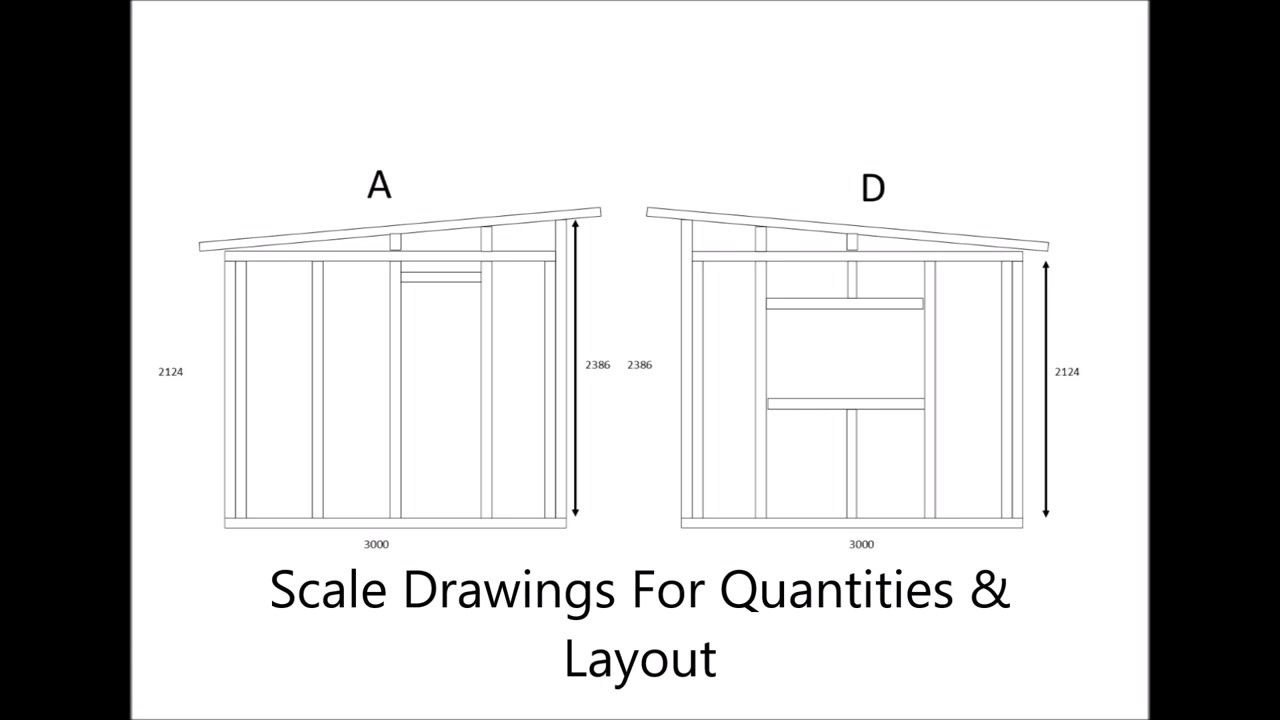 A
D
2124
2386
2386
2124
3000
3000
Scale Drawings For Quantities &
Layout